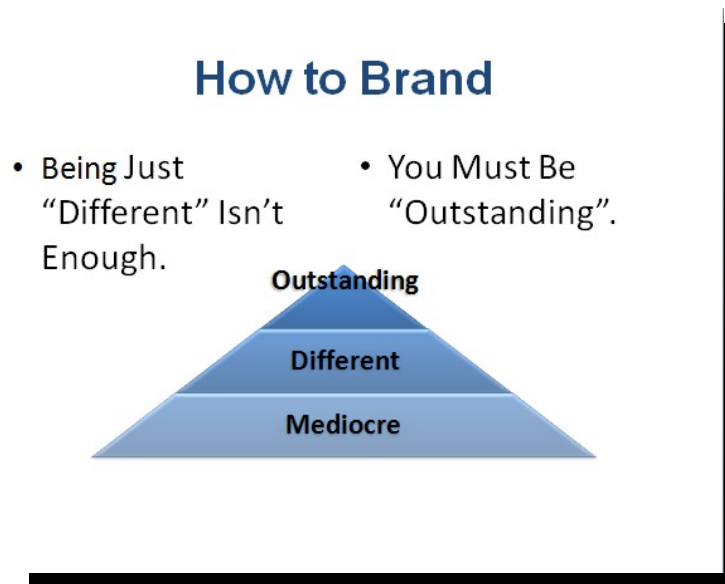 How to Brand
• Being Just
“Different” Isn’t
Enough.
• You Must Be
“Outstanding”.
Outstanding
Different
Mediocre